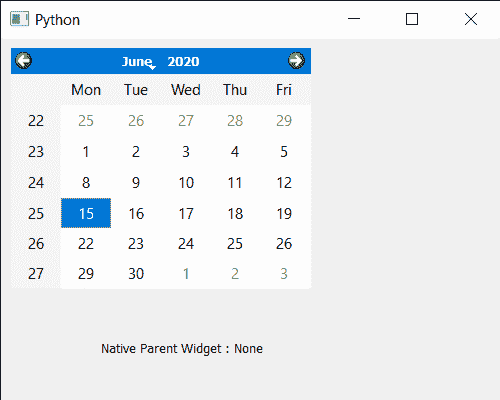 Python
June 2020
Mon Tue Wed Thu Fri
22 25 26 27 28 29
23 1 2 3 4 5
24 8 9 10 11 12
25 15 16 17 18 19
26 22 23 24 25 26
27 29 30 1 2 3
Native Parent Widget : None